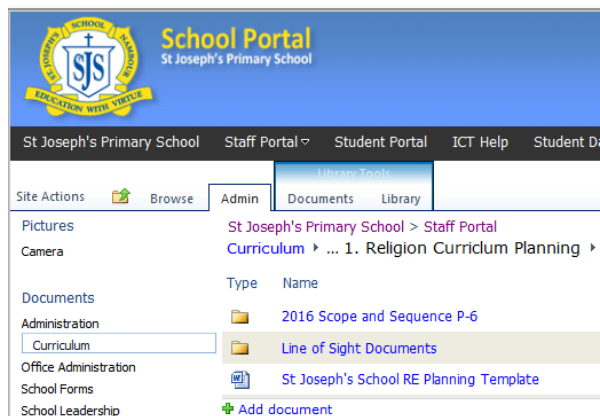 ST. JOSEPH'S SCHOOL NAMBOUR
SJS
EDUCATION WITH VIRTUE
School Portal
St Joseph's Primary School
St Joseph's Primary School Staff Portal Student Portal ICT Help Student Da
Library Tools
Site Actions Browse Admin Documents Library
Pictures
Camera
Documents
Administration
Curriculum
Office Administration
School Forms
School Leadership
St Joseph's Primary School > Staff Portal
Curriculum ... 1. Religion Curriclum Planning
Type Name
2016 Scope and Sequence P-6
Line of Sight Documents
St Joseph's School RE Planning Template
Add document